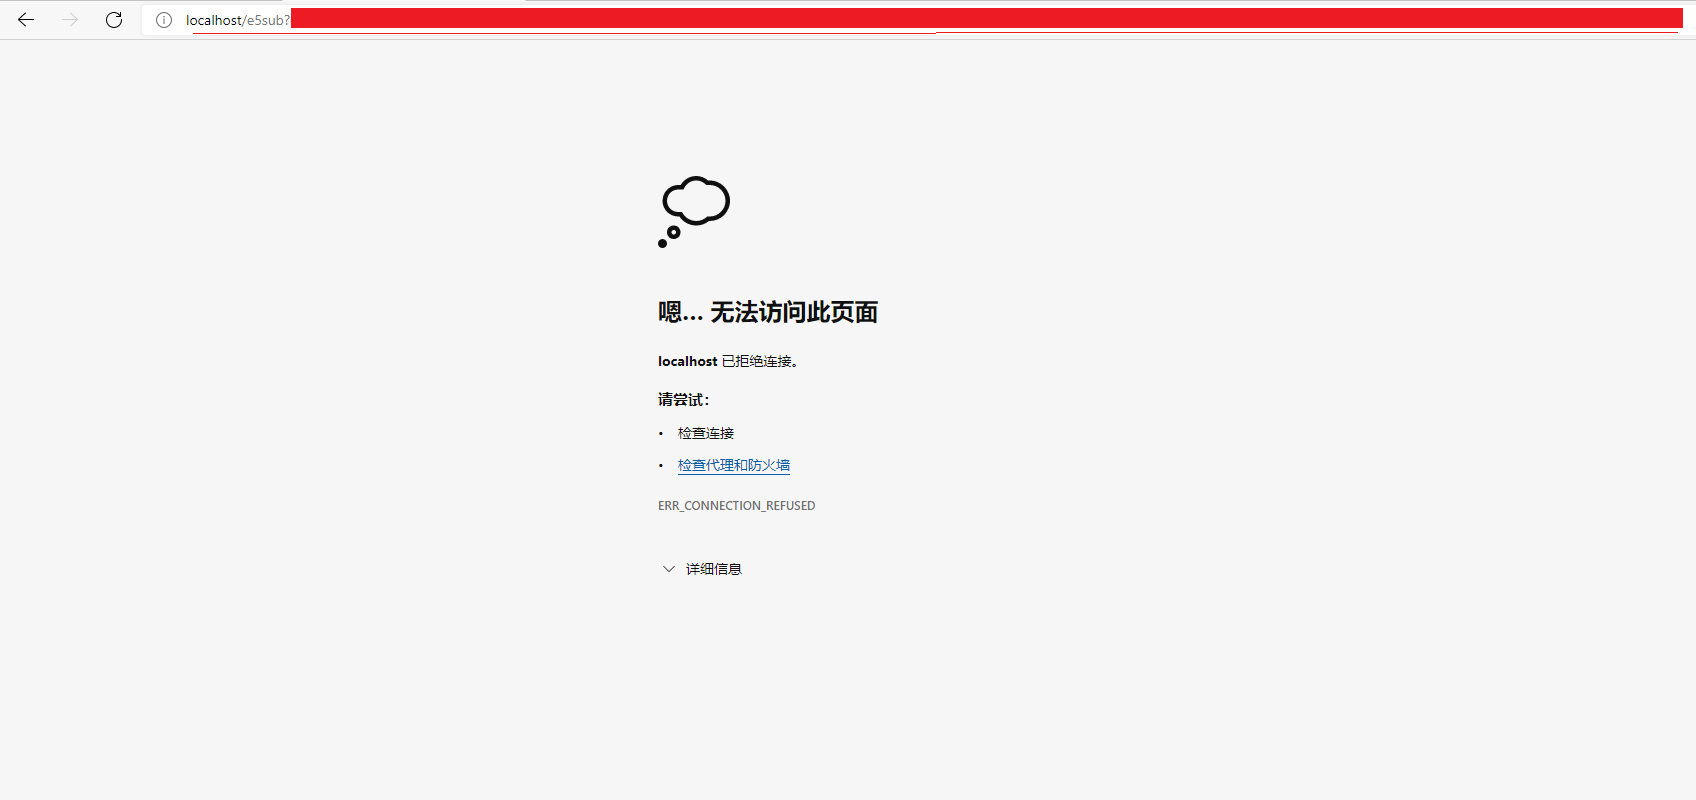 localhost/e5sub?
嗯... 无法访问此页面
localhost 已拒绝连接。
请尝试:
• 检查连接
• 检查代理和防火墙
ERR_CONNECTION_REFUSED
详细信息